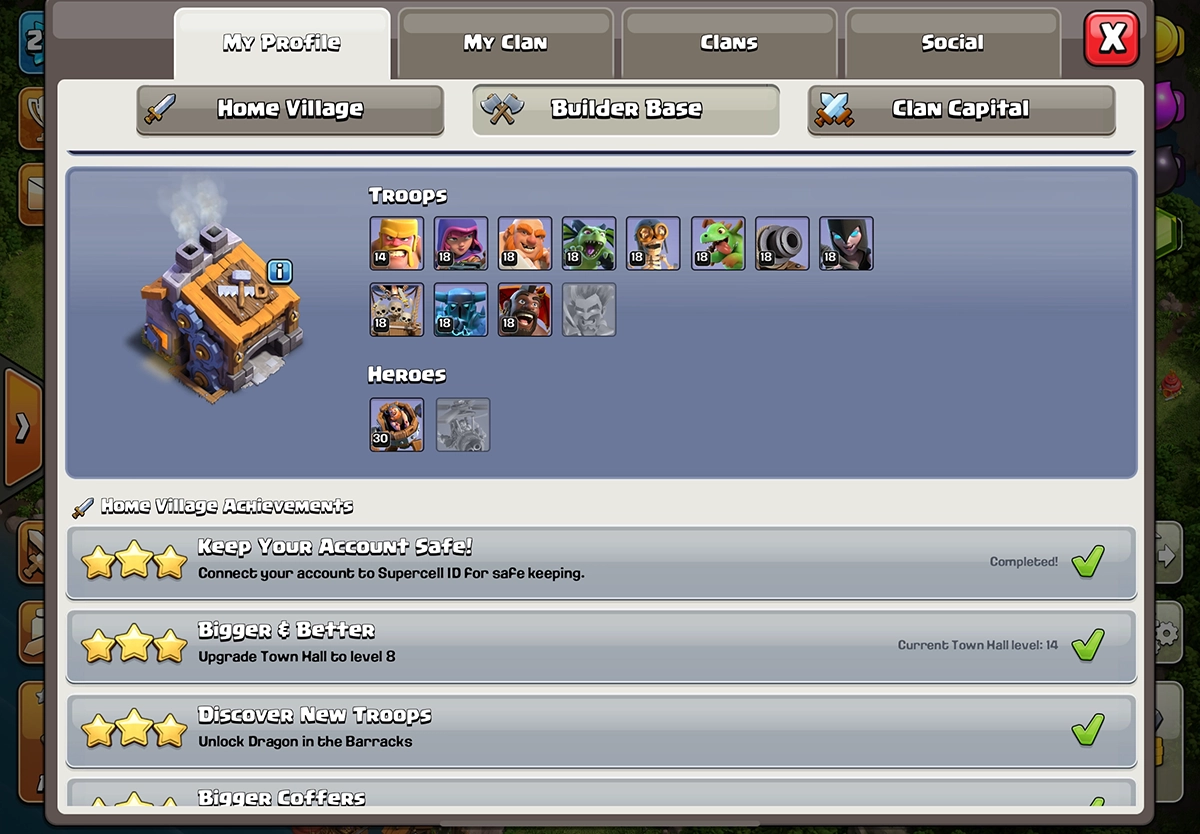 2
My Profile
My Clan
Clans
Social
X
Home Village
Builder Base
Clan Capital
Troops
i
14 18 18 18 18 18 18 18
18 18 18
Heroes
30
Home Village Achievements
Keep Your Account Safe!
Connect your account to Supercell ID for safe keeping.
Completed!
Bigger & Better
Upgrade Town Hall to level 8
Current Town Hall level: 14
Discover New Troops
Unlock Dragon in the Barracks
Bigger Coffers